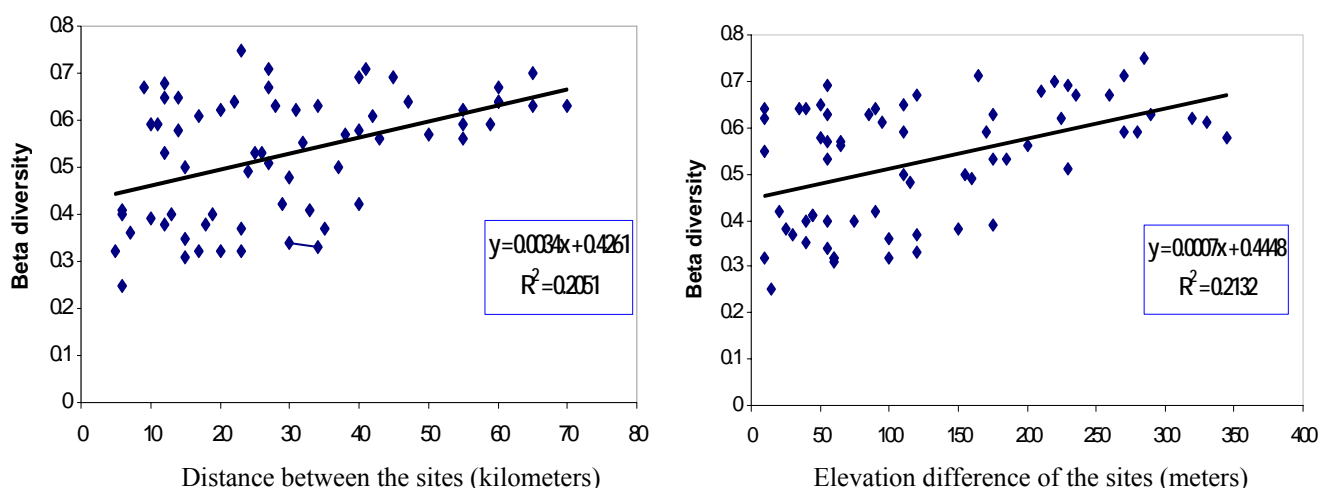 Beta diversity
0.8
0.7
0.6
0.5
0.4
0.3
0.2
0.1
0
0 10 20 30 40 50 60 70 80
y = 0.0034x + 0.4261
R² = 0.2051
Distance between the sites (kilometers)
Beta diversity
0.8
0.7
0.6
0.5
0.4
0.3
0.2
0.1
0
0 50 100 150 200 250 300 350 400
y = 0.0007x + 0.4448
R² = 0.2132
Elevation difference of the sites (meters)